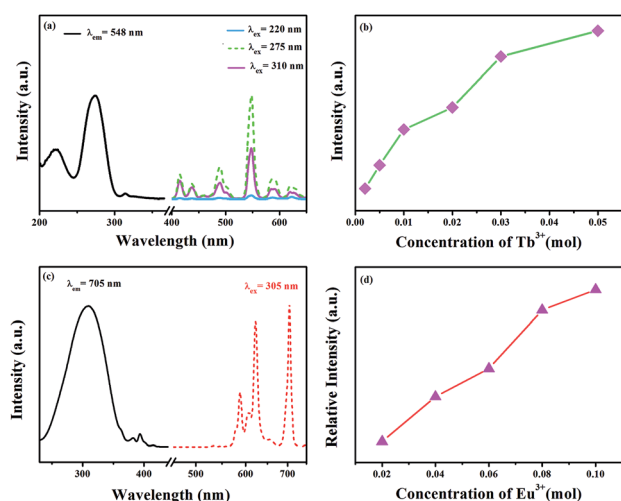 (a)
λem= 548 nm
λex= 220 nm
λex= 275 nm
λex= 310 nm
Intensity (a.u.)
200 300 400 500 600
Wavelength (nm)
(b)
Intensity (a.u.)
0.00 0.01 0.02 0.03 0.04 0.05
Concentration of Tb³⁺(mol)
(c)
λem= 705 nm
λex= 305 nm
Intensity (a.u.)
300 400 500 600 700
Wavelength (nm)
(d)
Relative Intensity (a.u.)
0.02 0.04 0.06 0.08 0.10
Concentration of Eu³⁺(mol)